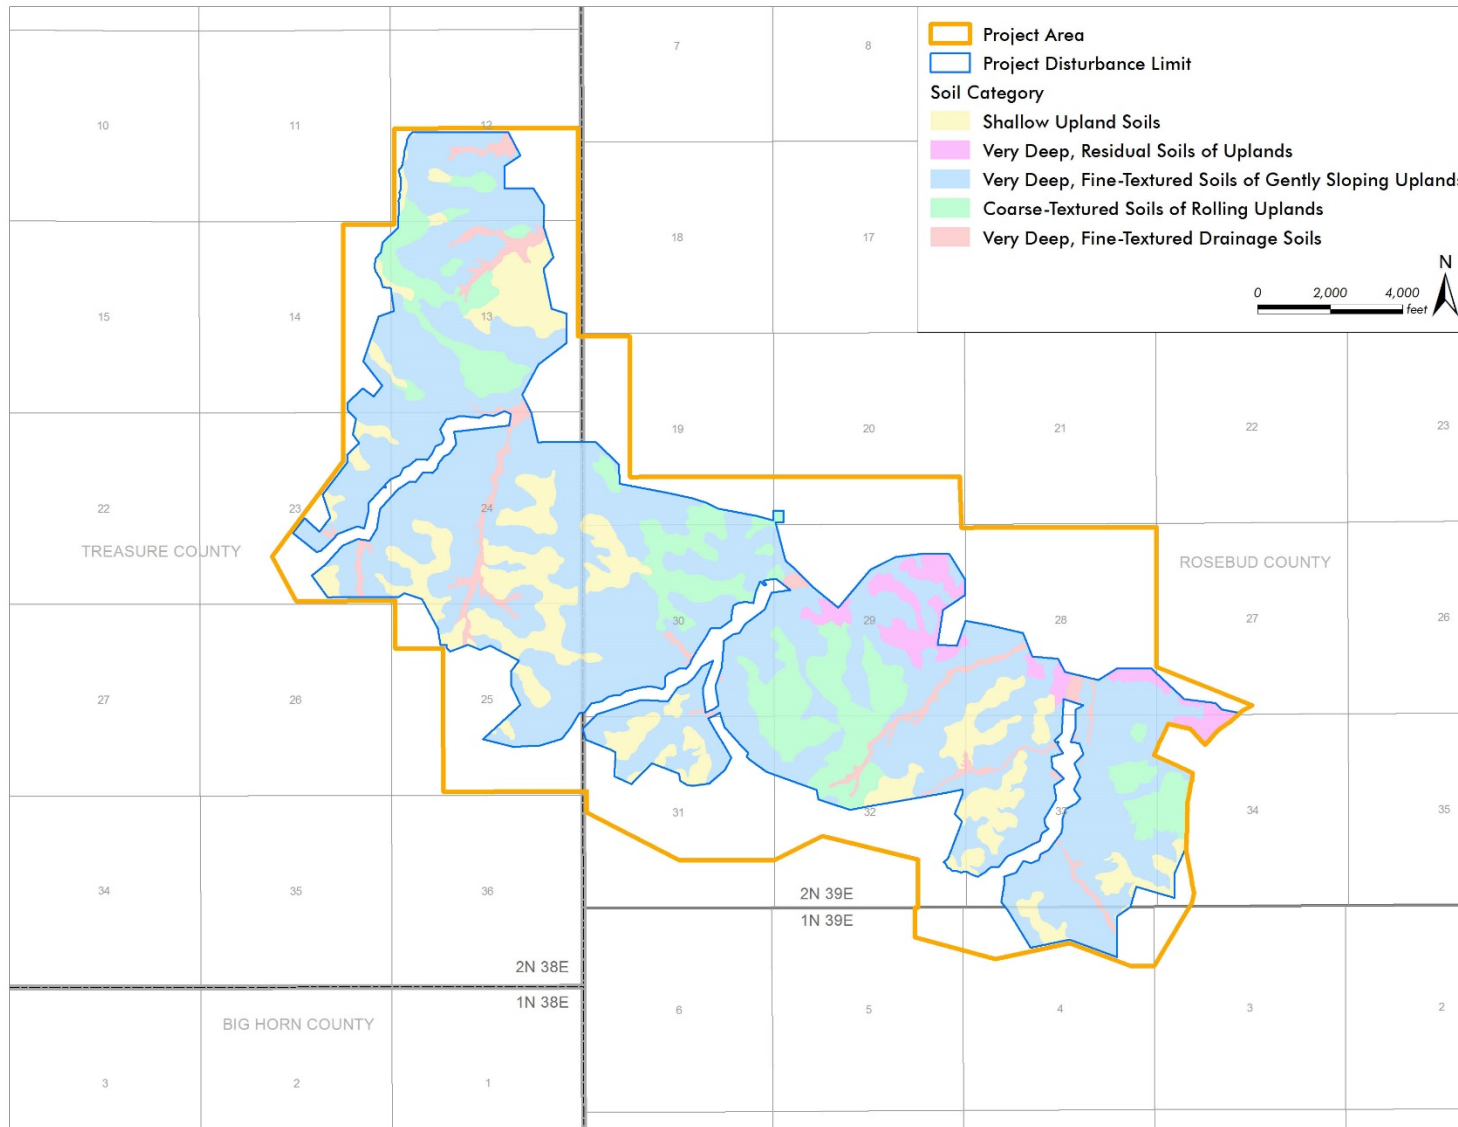 Project Area
Project Disturbance Limit
Soil Category
Shallow Upland Soils
Very Deep, Residual Soils of Uplands
Very Deep, Fine-Textured Soils of Gently Sloping Uplands
Coarse-Textured Soils of Rolling Uplands
Very Deep, Fine-Textured Drainage Soils
N
0 2,000 4,000
feet
7 8
10 11 12
18 17
15 14 13
19 20 21 22 23
22 23 24
TREASURE COUNTY
ROSEBUD COUNTY
30 29 28 27 26
27 26 25
31 32 33 34 35
34 35 36
2N 39E
1N 39E
2N 38E
1N 38E
6 5 4 3 2
BIG HORN COUNTY
3 2 1